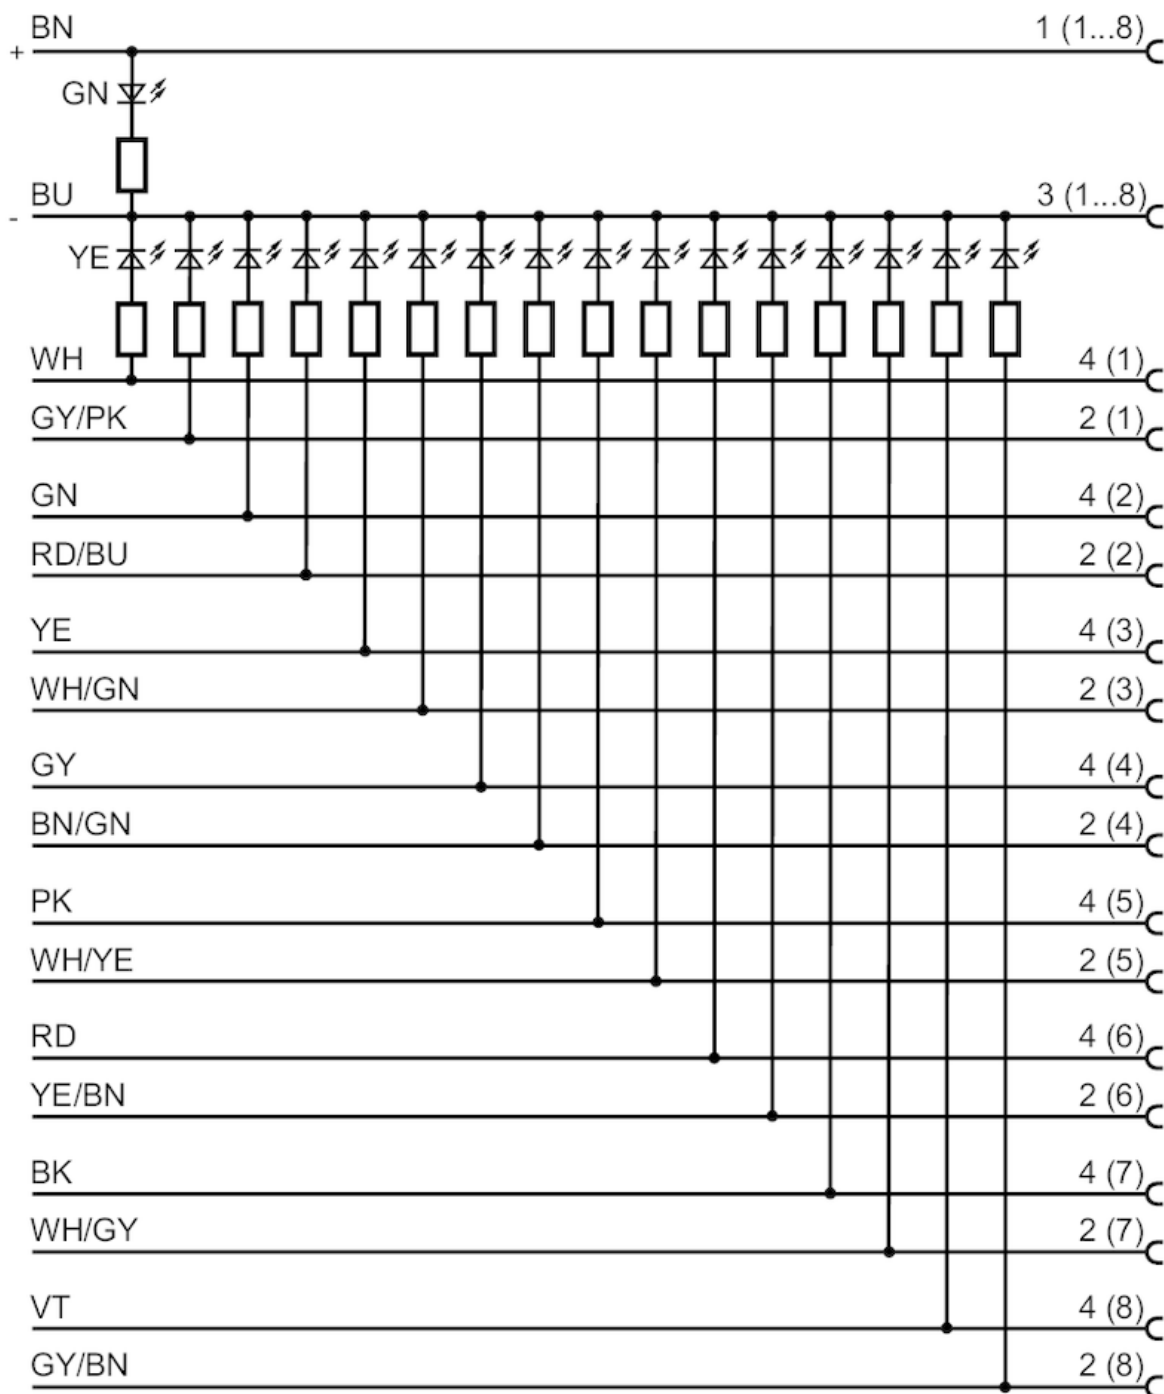 BN 1 (1...8)
+
GN
BU 3 (1...8)
-
YE
WH 4 (1)
GY/PK 2 (1)
GN 4 (2)
RD/BU 2 (2)
YE 4 (3)
WH/GN 2 (3)
GY 4 (4)
BN/GN 2 (4)
PK 4 (5)
WH/YE 2 (5)
RD 4 (6)
YE/BN 2 (6)
BK 4 (7)
WH/GY 2 (7)
VT 4 (8)
GY/BN 2 (8)